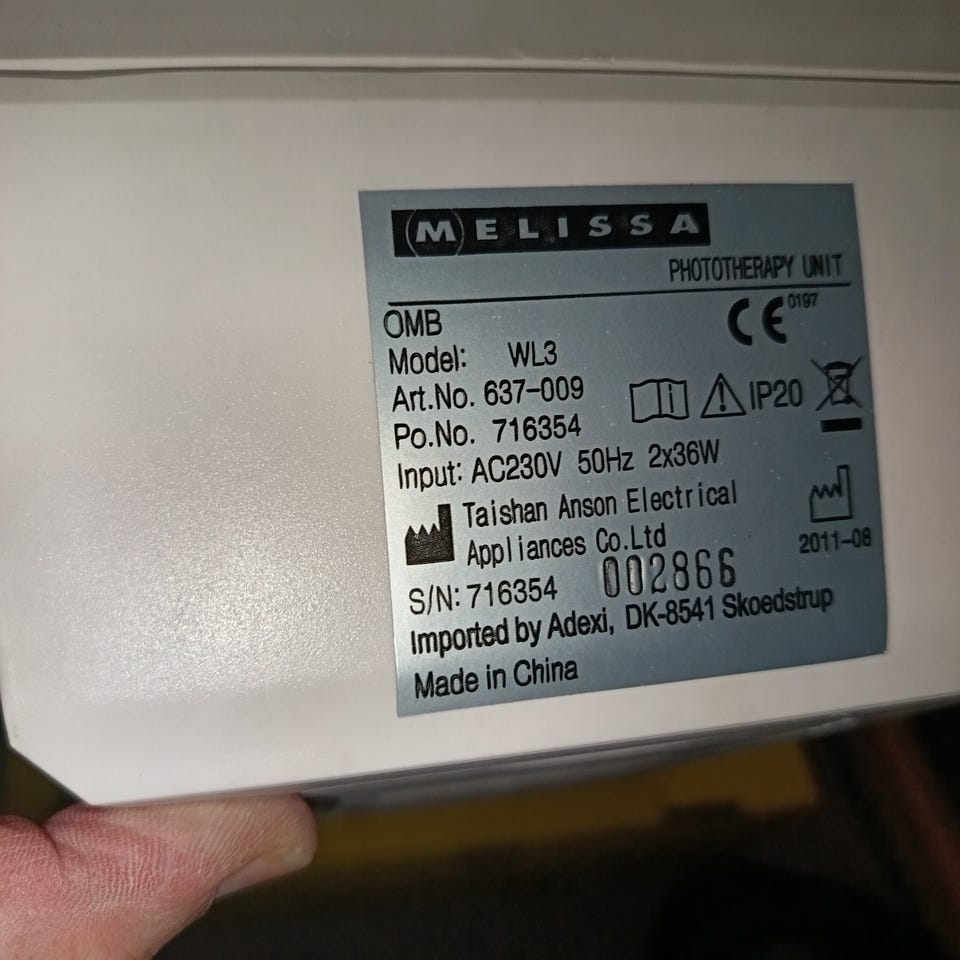 MELISSA
PHOTOTHERAPY UNIT
OMB
CE 0197
Model: WL3
Art.No. 637-009
IP20
Po.No. 716354
Input: AC230V 50Hz 2x36W
Taishan Anson Electrical
Appliances Co.Ltd
2011-08
S/N: 716354 002866
Imported by Adexi, DK-8541 Skoedstrup
Made in China